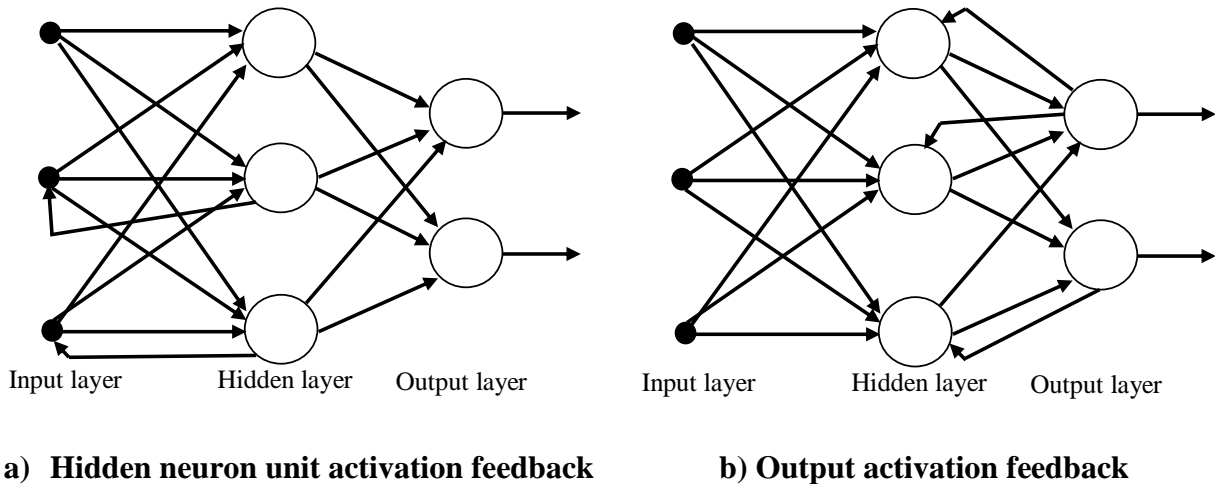 Input layer Hidden layer Output layer
Input layer Hidden layer Output layer
a) Hidden neuron unit activation feedback
b) Output activation feedback